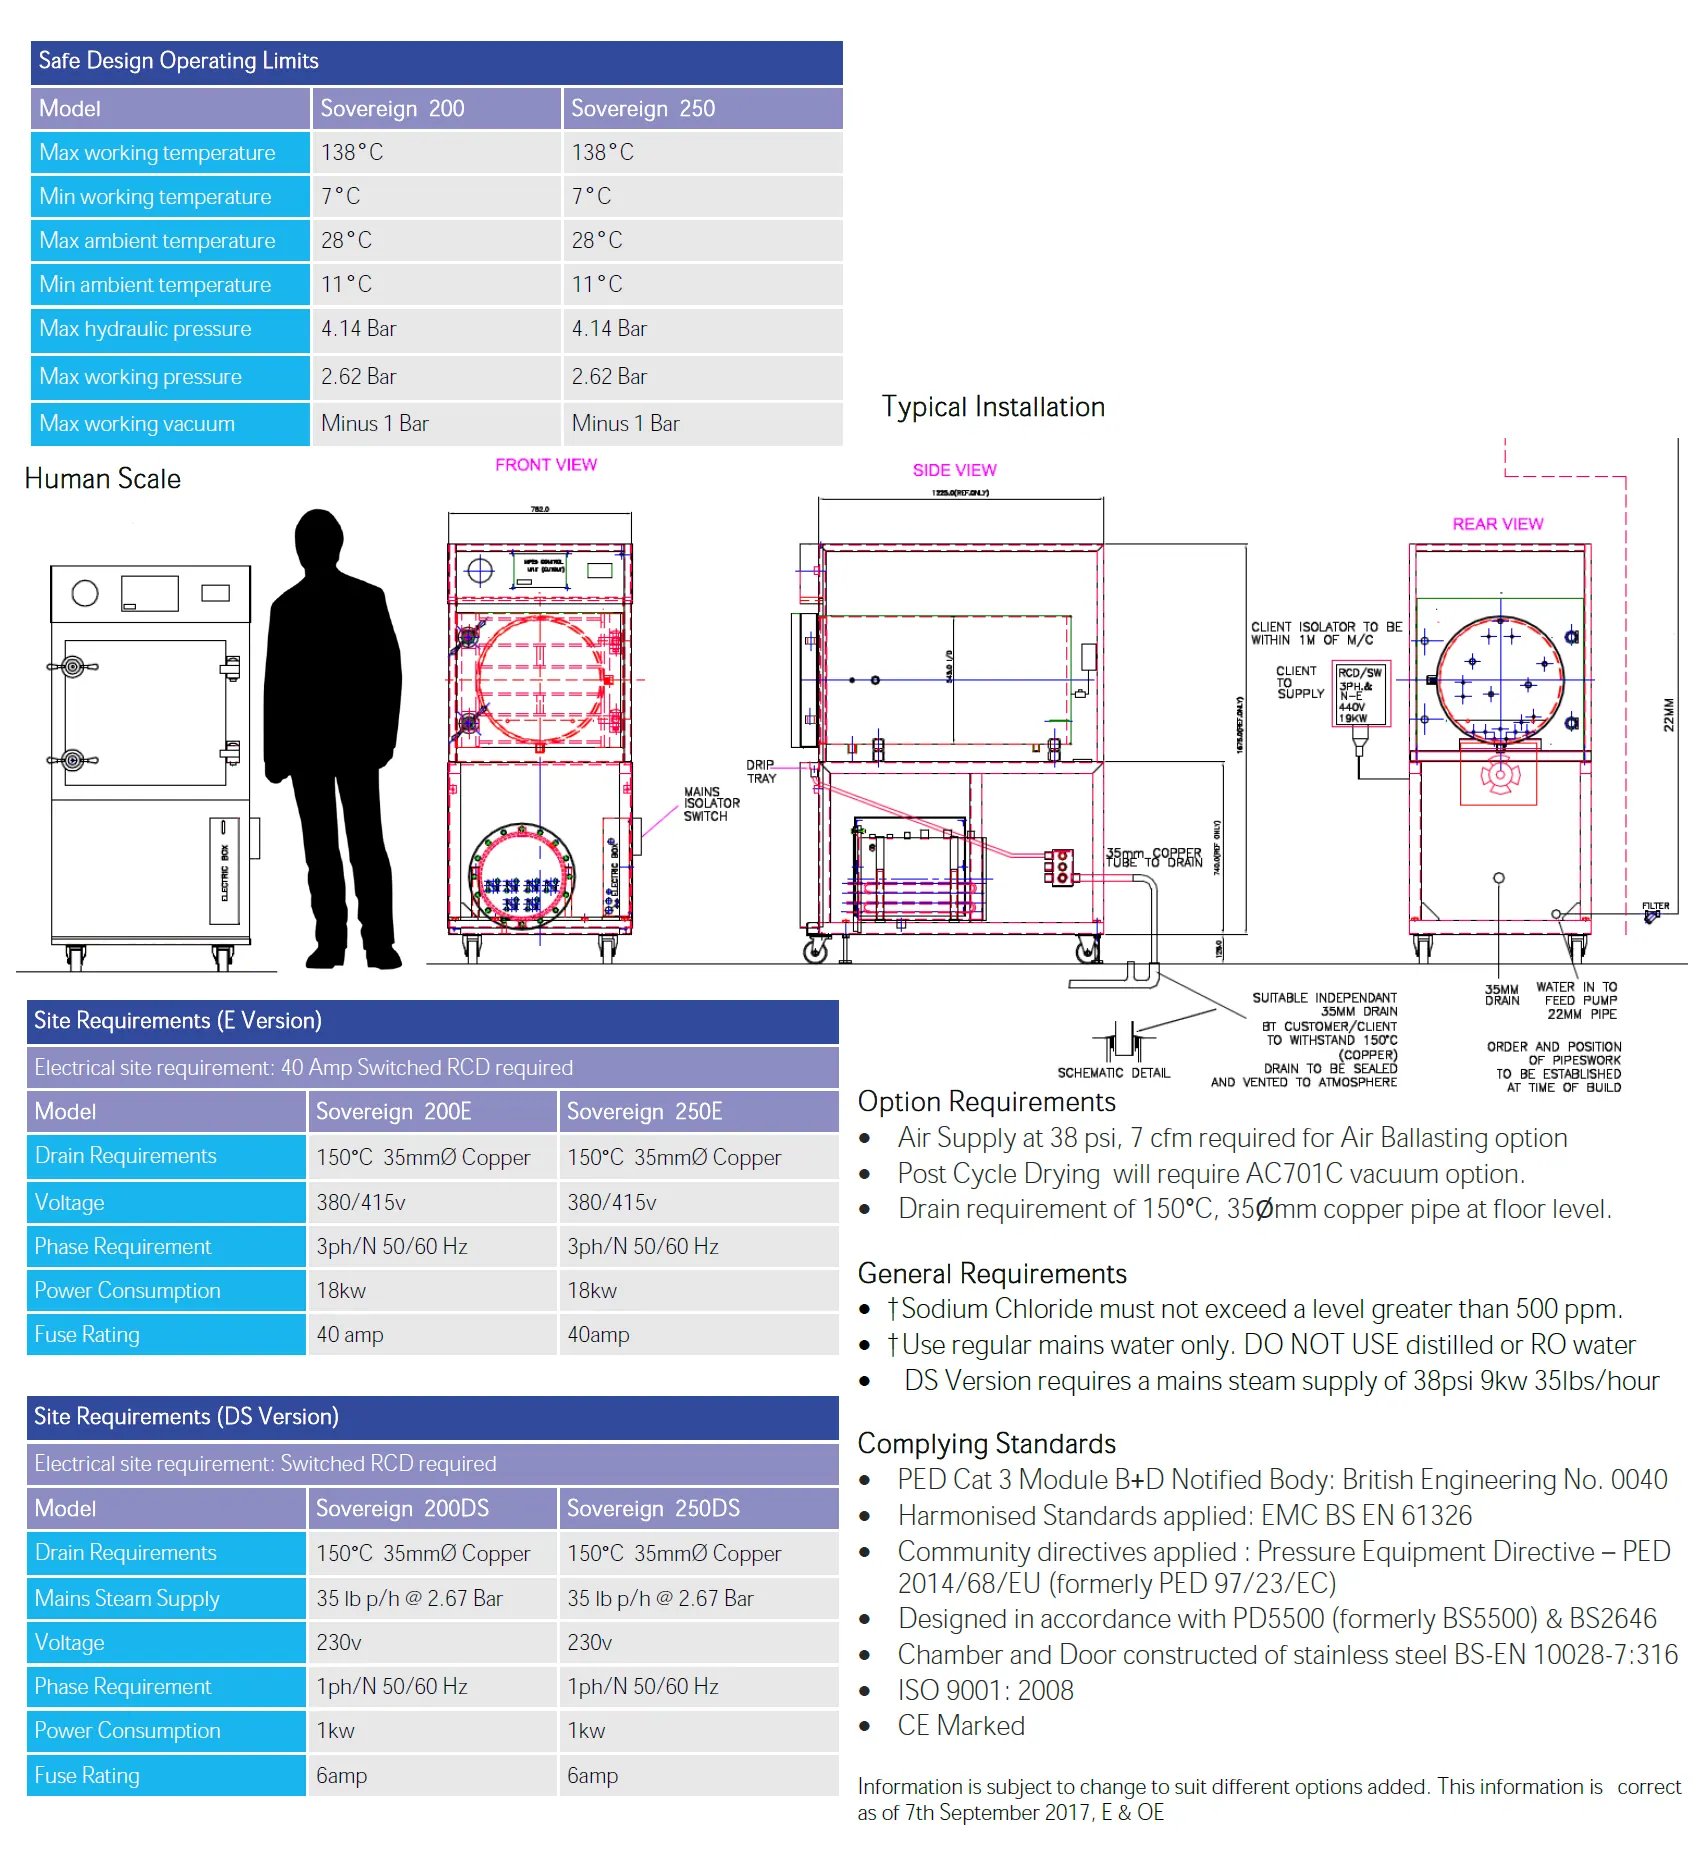 Safe Design Operating Limits
Model Sovereign 200 Sovereign 250
Max working temperature 138°C 138°C
Min working temperature 7°C 7°C
Max ambient temperature 28°C 28°C
Min ambient temperature 11°C 11°C
Max hydraulic pressure 4.14 Bar 4.14 Bar
Max working pressure 2.62 Bar 2.62 Bar
Max working vacuum Minus 1 Bar Minus 1 Bar
Typical Installation
Human Scale
FRONT VIEW
SIDE VIEW
REAR VIEW
762.0
1225.0(REF.ONLY)
ELECTRIC BOX
ELECTRIC BOX
MAINS
ISOLATOR
SWITCH
DRIP
TRAY
35mm COPPER
TUBE TO DRAIN
740.0(REF ONLY)
CLIENT ISOLATOR TO BE
WITHIN 1M OF M/C
CLIENT
TO
SUPPLY
RCD/SW
3PH.&
N-E
440V
19KW
22MM
FILTER
35MM
DRAIN
WATER IN TO
FEED PUMP
22MM PIPE
ORDER AND POSITION
OF PIPESWORK
TO BE ESTABLISHED
AT TIME OF BUILD
SUITABLE INDEPENDANT
35MM DRAIN
BT CUSTOMER/CLIENT
TO WITHSTAND 150°C
(COPPER)
DRAIN TO BE SEALED
AND VENTED TO ATMOSPHERE
SCHEMATIC DETAIL
Site Requirements (E Version)
Electrical site requirement: 40 Amp Switched RCD required
Model Sovereign 200E Sovereign 250E
Drain Requirements 150°C 35mmØ Copper 150°C 35mmØ Copper
Voltage 380/415v 380/415v
Phase Requirement 3ph/N 50/60 Hz 3ph/N 50/60 Hz
Power Consumption 18kw 18kw
Fuse Rating 40 amp 40amp
Site Requirements (DS Version)
Electrical site requirement: Switched RCD required
Model Sovereign 200DS Sovereign 250DS
Drain Requirements 150°C 35mmØ Copper 150°C 35mmØ Copper
Mains Steam Supply 35 lb p/h @ 2.67 Bar 35 lb p/h @ 2.67 Bar
Voltage 230v 230v
Phase Requirement 1ph/N 50/60 Hz 1ph/N 50/60 Hz
Power Consumption 1kw 1kw
Fuse Rating 6amp 6amp
Option Requirements
• Air Supply at 38 psi, 7 cfm required for Air Ballasting option
• Post Cycle Drying will require AC701C vacuum option.
• Drain requirement of 150°C, 35Ømm copper pipe at floor level.
General Requirements
• †Sodium Chloride must not exceed a level greater than 500 ppm.
• †Use regular mains water only. DO NOT USE distilled or RO water
• DS Version requires a mains steam supply of 38psi 9kw 35lbs/hour
Complying Standards
• PED Cat 3 Module B+D Notified Body: British Engineering No. 0040
• Harmonised Standards applied: EMC BS EN 61326
• Community directives applied : Pressure Equipment Directive – PED
2014/68/EU (formerly PED 97/23/EC)
• Designed in accordance with PD5500 (formerly BS5500) & BS2646
• Chamber and Door constructed of stainless steel BS-EN 10028-7:316
• ISO 9001: 2008
• CE Marked
Information is subject to change to suit different options added. This information is correct
as of 7th September 2017, E & OE